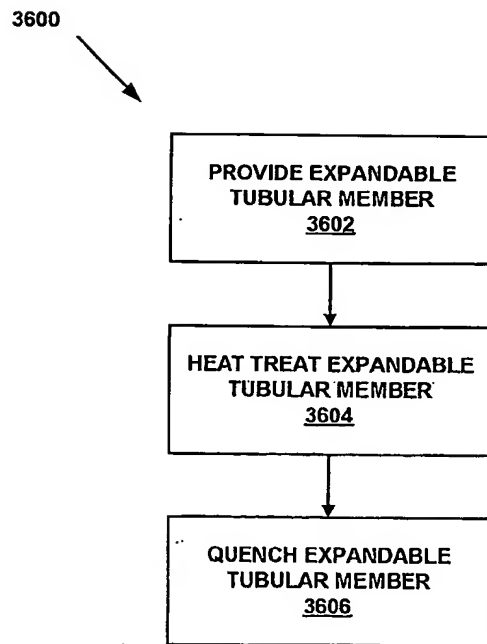 3600
PROVIDE EXPANDABLE
TUBULAR MEMBER
3602
HEAT TREAT EXPANDABLE
TUBULAR MEMBER
3604
QUENCH EXPANDABLE
TUBULAR MEMBER
3606